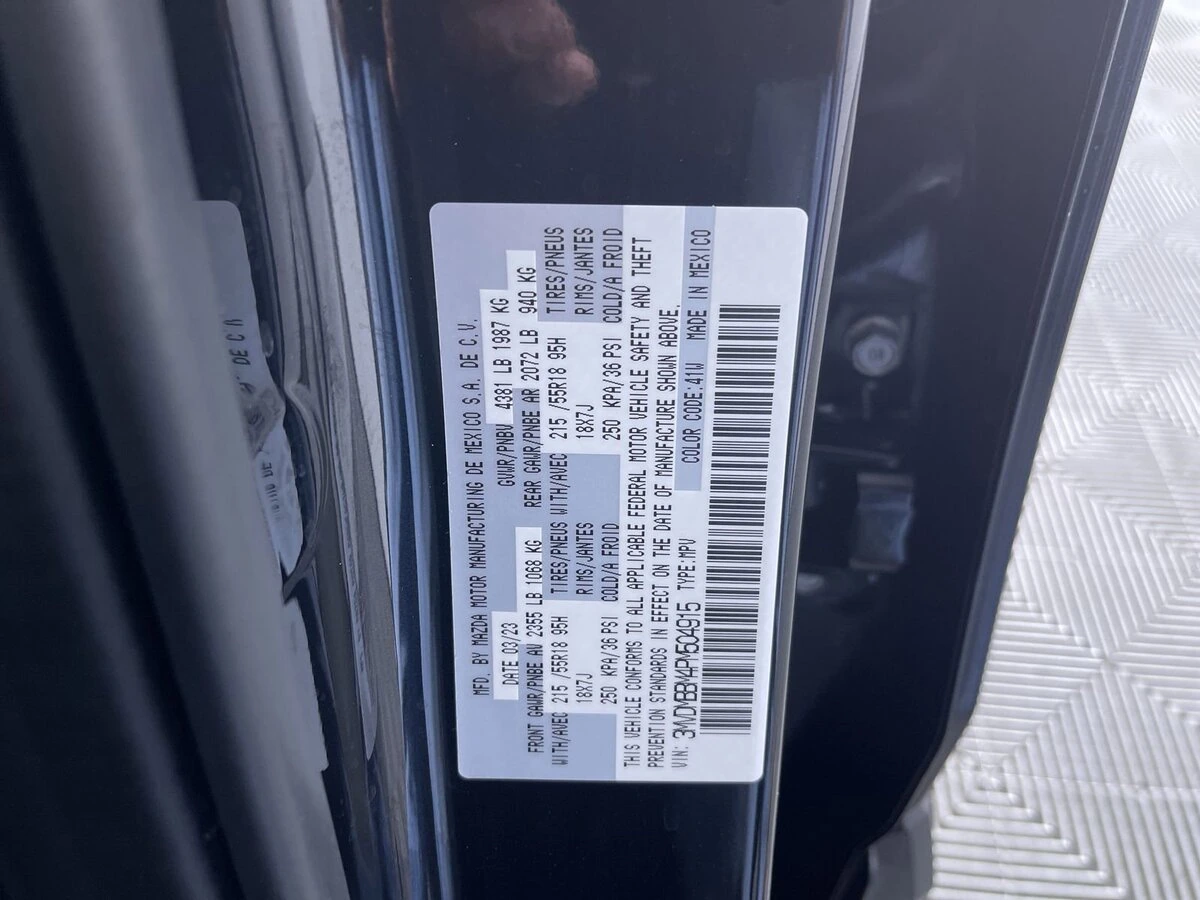 MFD. BY MAZDA MOTOR MANUFACTURING DE MEXICO S.A. DE C.V.
DATE 03/23 GVWR/PNBV 4381 LB 1987 KG
FRONT GAWR/PNBE AV 2355 LB 1068 KG REAR GAWR/PNBE AR 2072 LB 940 KG
WITH/AVEC 215 /55R18 95H TIRES/PNEUS WITH/AVEC 215 /55R18 95H TIRES/PNEUS
18X7J RIMS/JANTES 18X7J RIMS/JANTES
250 KPA/36 PSI COLD/A FROID 250 KPA/36 PSI COLD/A FROID
THIS VEHICLE CONFORMS TO ALL APPLICABLE FEDERAL MOTOR VEHICLE SAFETY AND THEFT
PREVENTION STANDARDS IN EFFECT ON THE DATE OF MANUFACTURE SHOWN ABOVE.
VIN: 3MVDMBBM4PM504915 TYPE:MPV COLOR CODE:41W MADE IN MEXICO